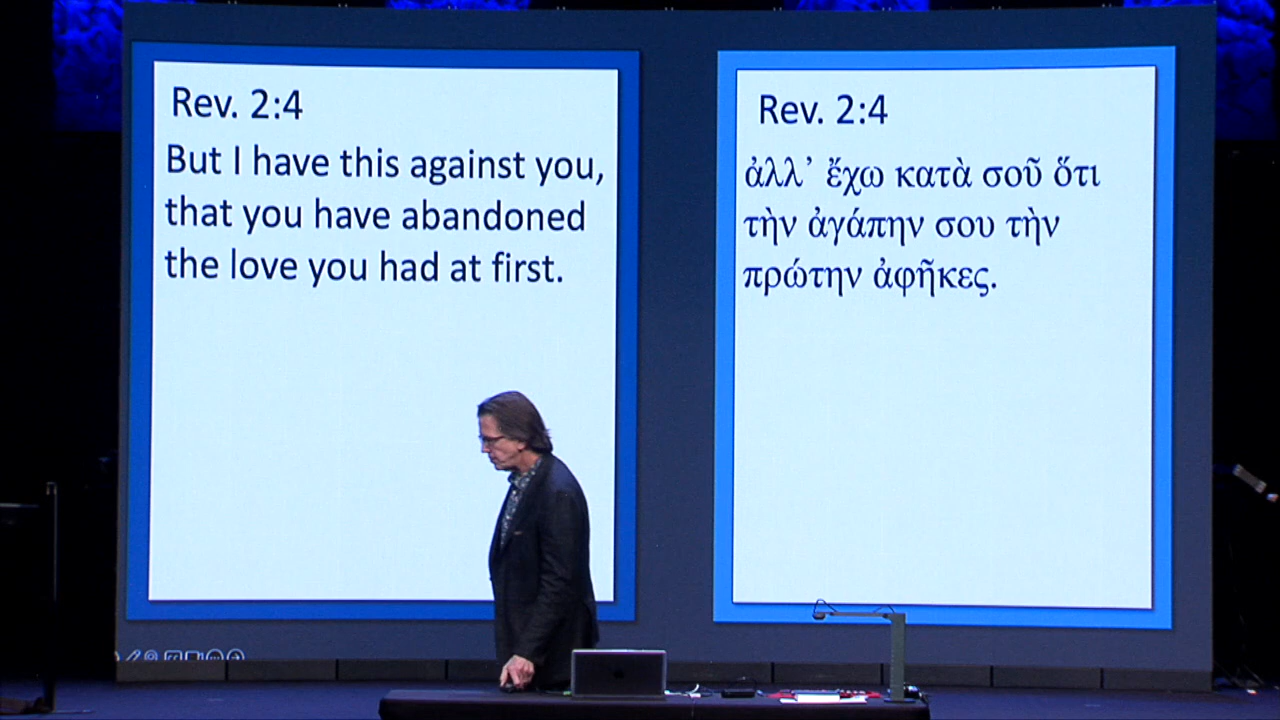 Rev. 2:4
But I have this against you,
that you have abandoned
the love you had at first.
Rev. 2:4
ἀλλ᾽ ἔχω κατὰ σοῦ ὅτι
τὴν ἀγάπην σου τὴν
πρώτην ἀφῆκες.